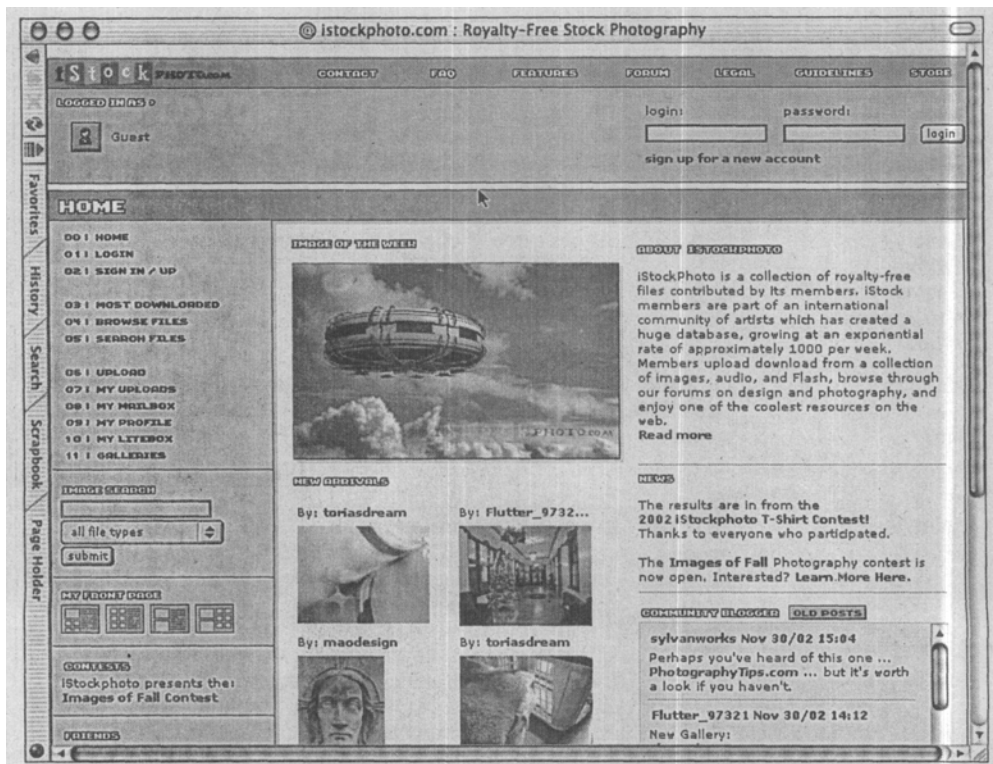 @ istockphoto.com : Royalty-Free Stock Photography
iStock PHOTO.COM
CONTACT FAQ FEATURES FORUM LEGAL GUIDELINES STORE
LOGGED IN AS
Guest
login: password:
login
sign up for a new account
Favorites
History
Search
Scrapbook
Page Holder
HOME
00 | HOME
01 | LOGIN
02 | SIGN IN / UP
03 | MOST DOWNLOADED
04 | BROWSE FILES
05 | SEARCH FILES
06 | UPLOAD
07 | MY UPLOADS
08 | MY MAILBOX
09 | MY PROFILE
10 | MY LITEBOX
11 | GALLERIES
IMAGE SEARCH
all file types
submit
MY FRONT PAGE
CONTESTS
iStockphoto presents the:
Images of Fall Contest
FRIENDS
IMAGE OF THE WEEK
PHOTO.COM
NEW ARRIVALS
By: toriasdream By: Flutter_9732...
By: maodesign By: toriasdream
ABOUT ISTOCKPHOTO
iStockPhoto is a collection of royalty-free
files contributed by its members. iStock
members are part of an international
community of artists which has created a
huge database, growing at an exponential
rate of approximately 1000 per week.
Members upload download from a collection
of images, audio, and Flash, browse through
our forums on design and photography, and
enjoy one of the coolest resources on the
web.
Read more
NEWS
The results are in from the
2002 iStockphoto T-Shirt Contest!
Thanks to everyone who participated.
The Images of Fall Photography contest is
now open. Interested? Learn More Here.
COMMUNITY BLOGGER OLD POSTS
sylvanworks Nov 30/02 15:04
Perhaps you've heard of this one ...
PhotographyTips.com ... but it's worth
a look if you haven't.
Flutter_97321 Nov 30/02 14:12
New Gallery: